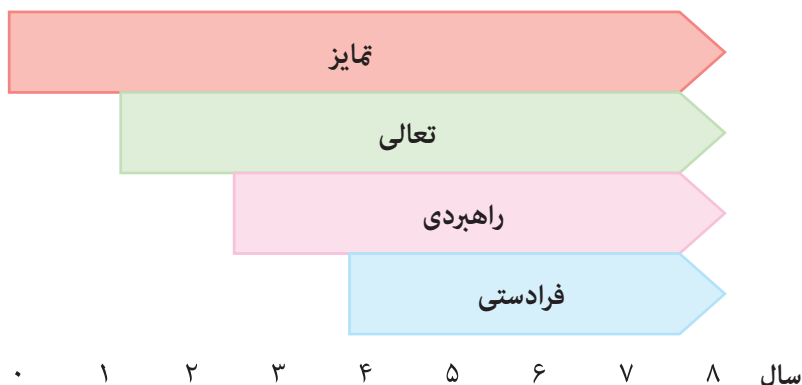 تمایز
تعالی
راهبردی
فرادستی
۰ ۱ ۲ ۳ ۴ ۵ ۶ ۷ ۸ سال